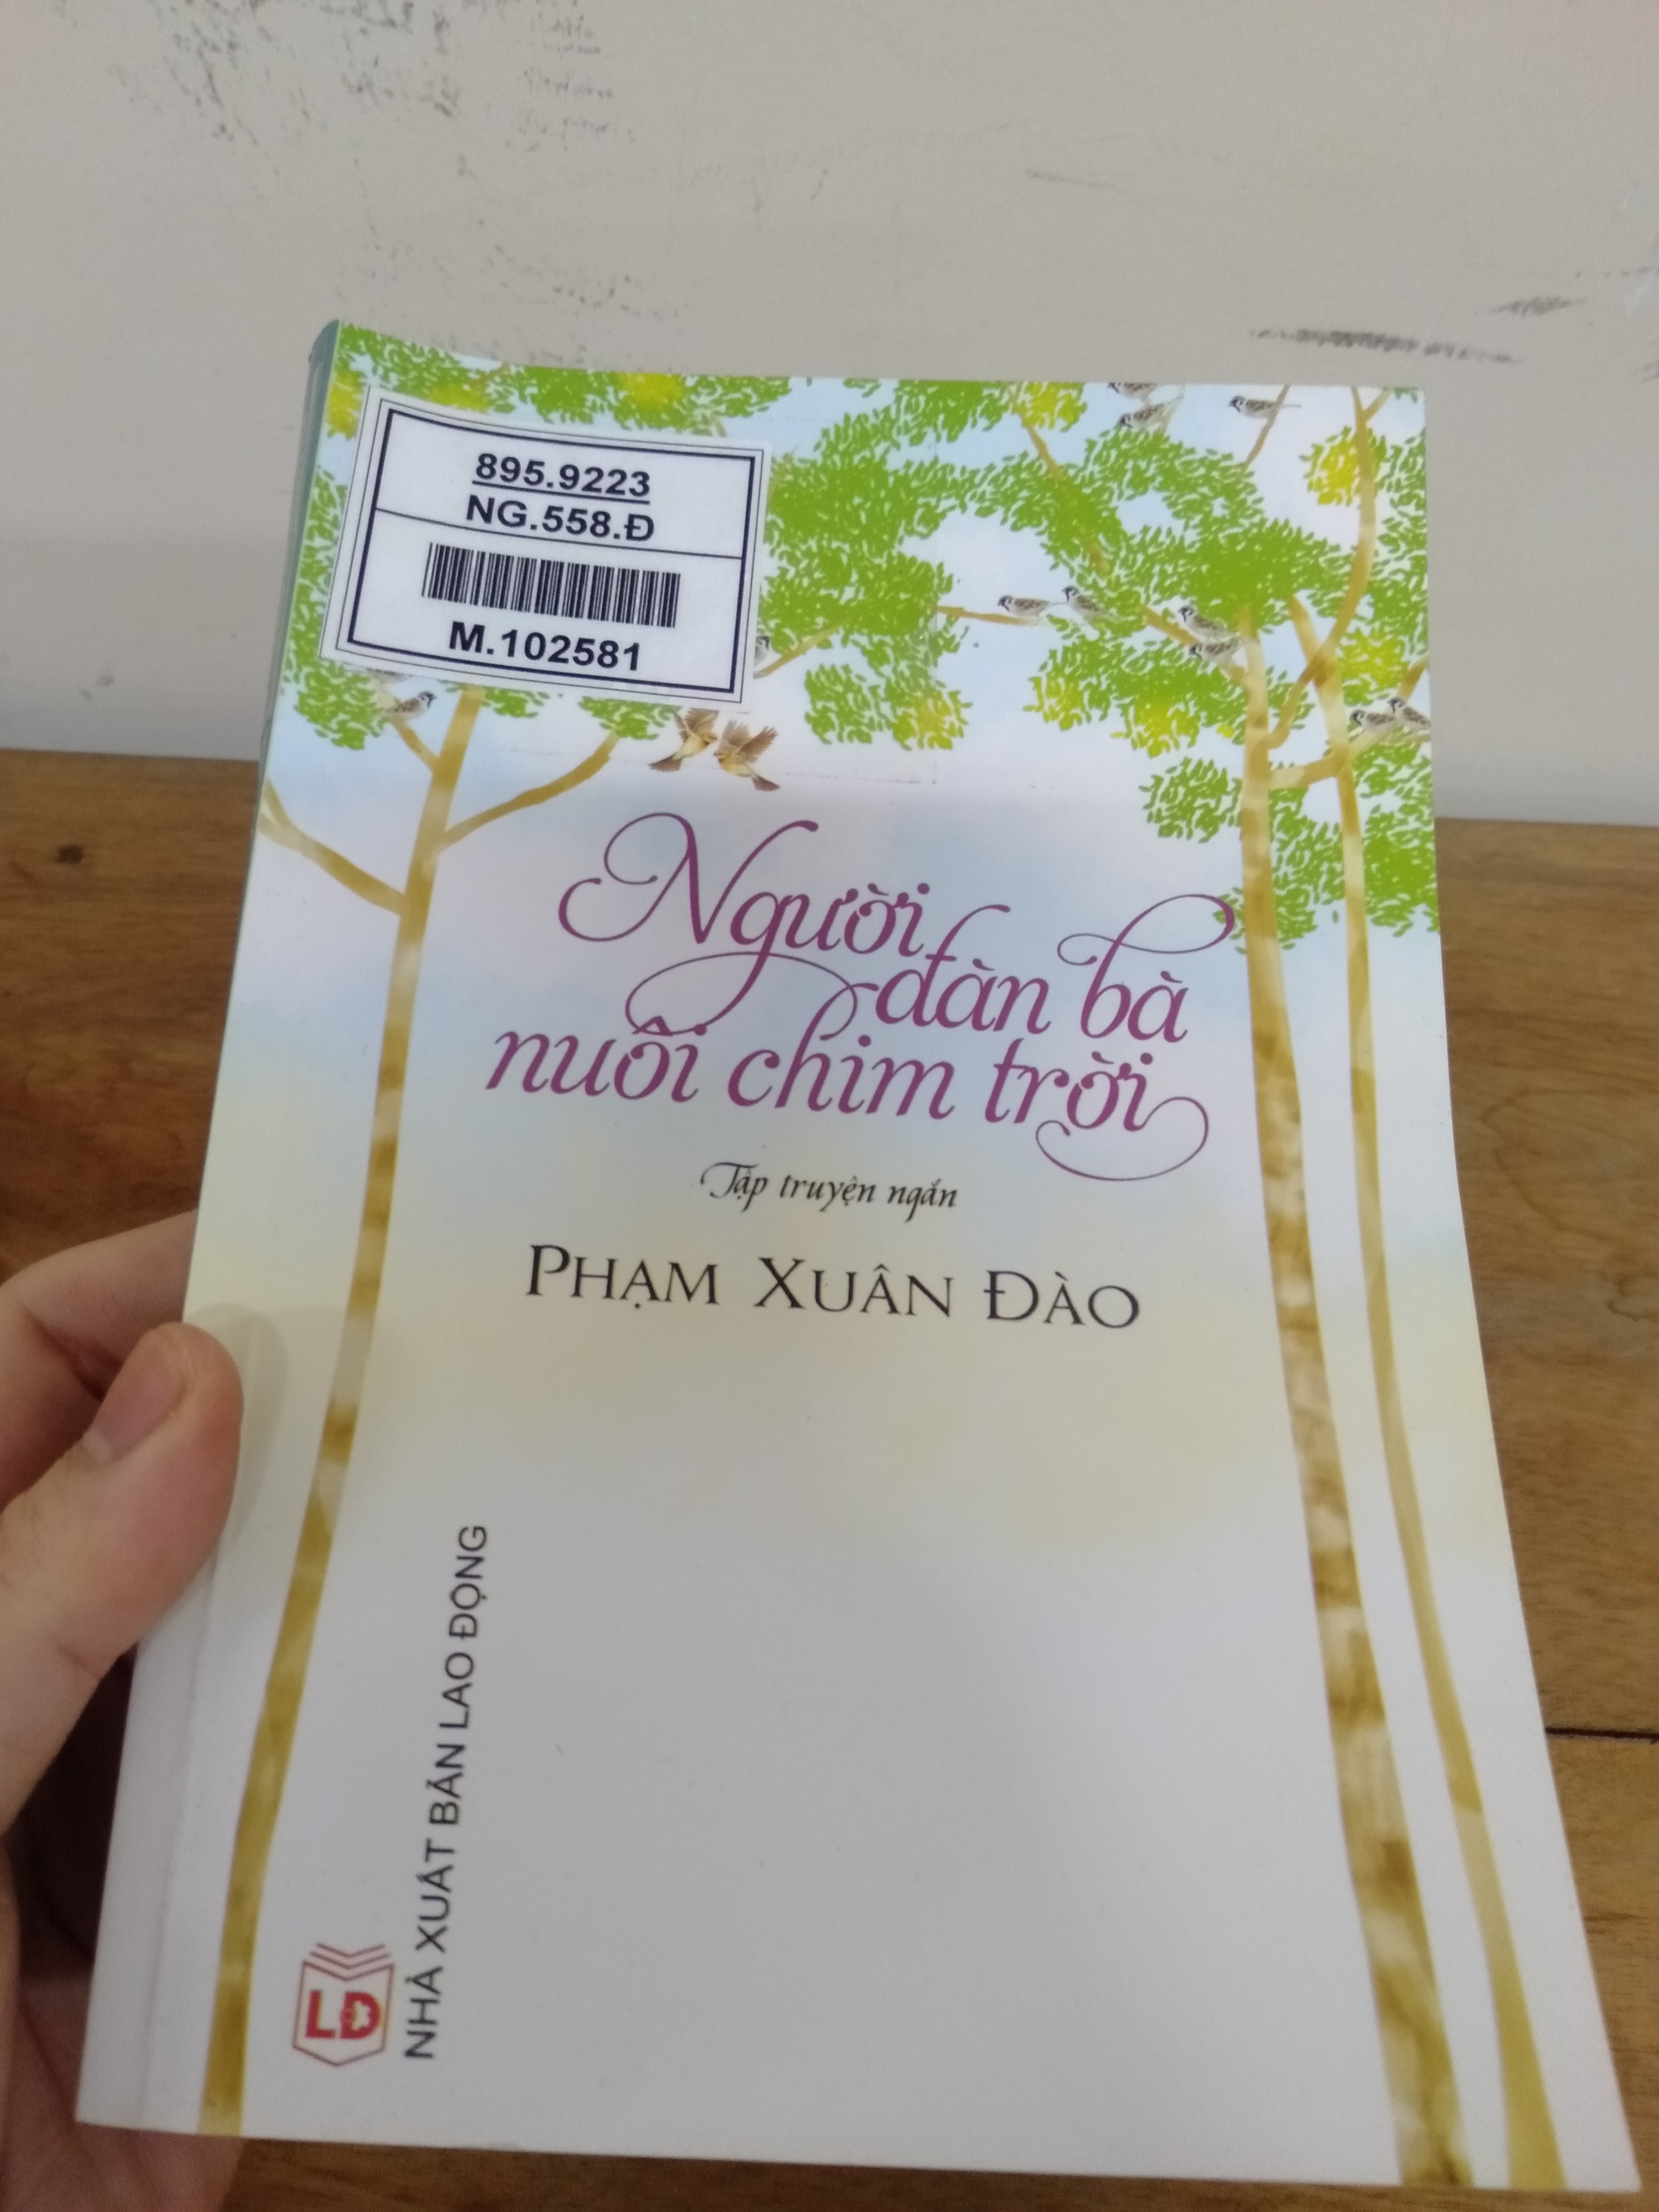 895.9223
NG.558.Đ
M.102581
Người
đàn bà
nuôi chim trời
Tập truyện ngắn
PHẠM XUÂN ĐÀO
NHÀ XUẤT BẢN LAO ĐỘNG
LĐ